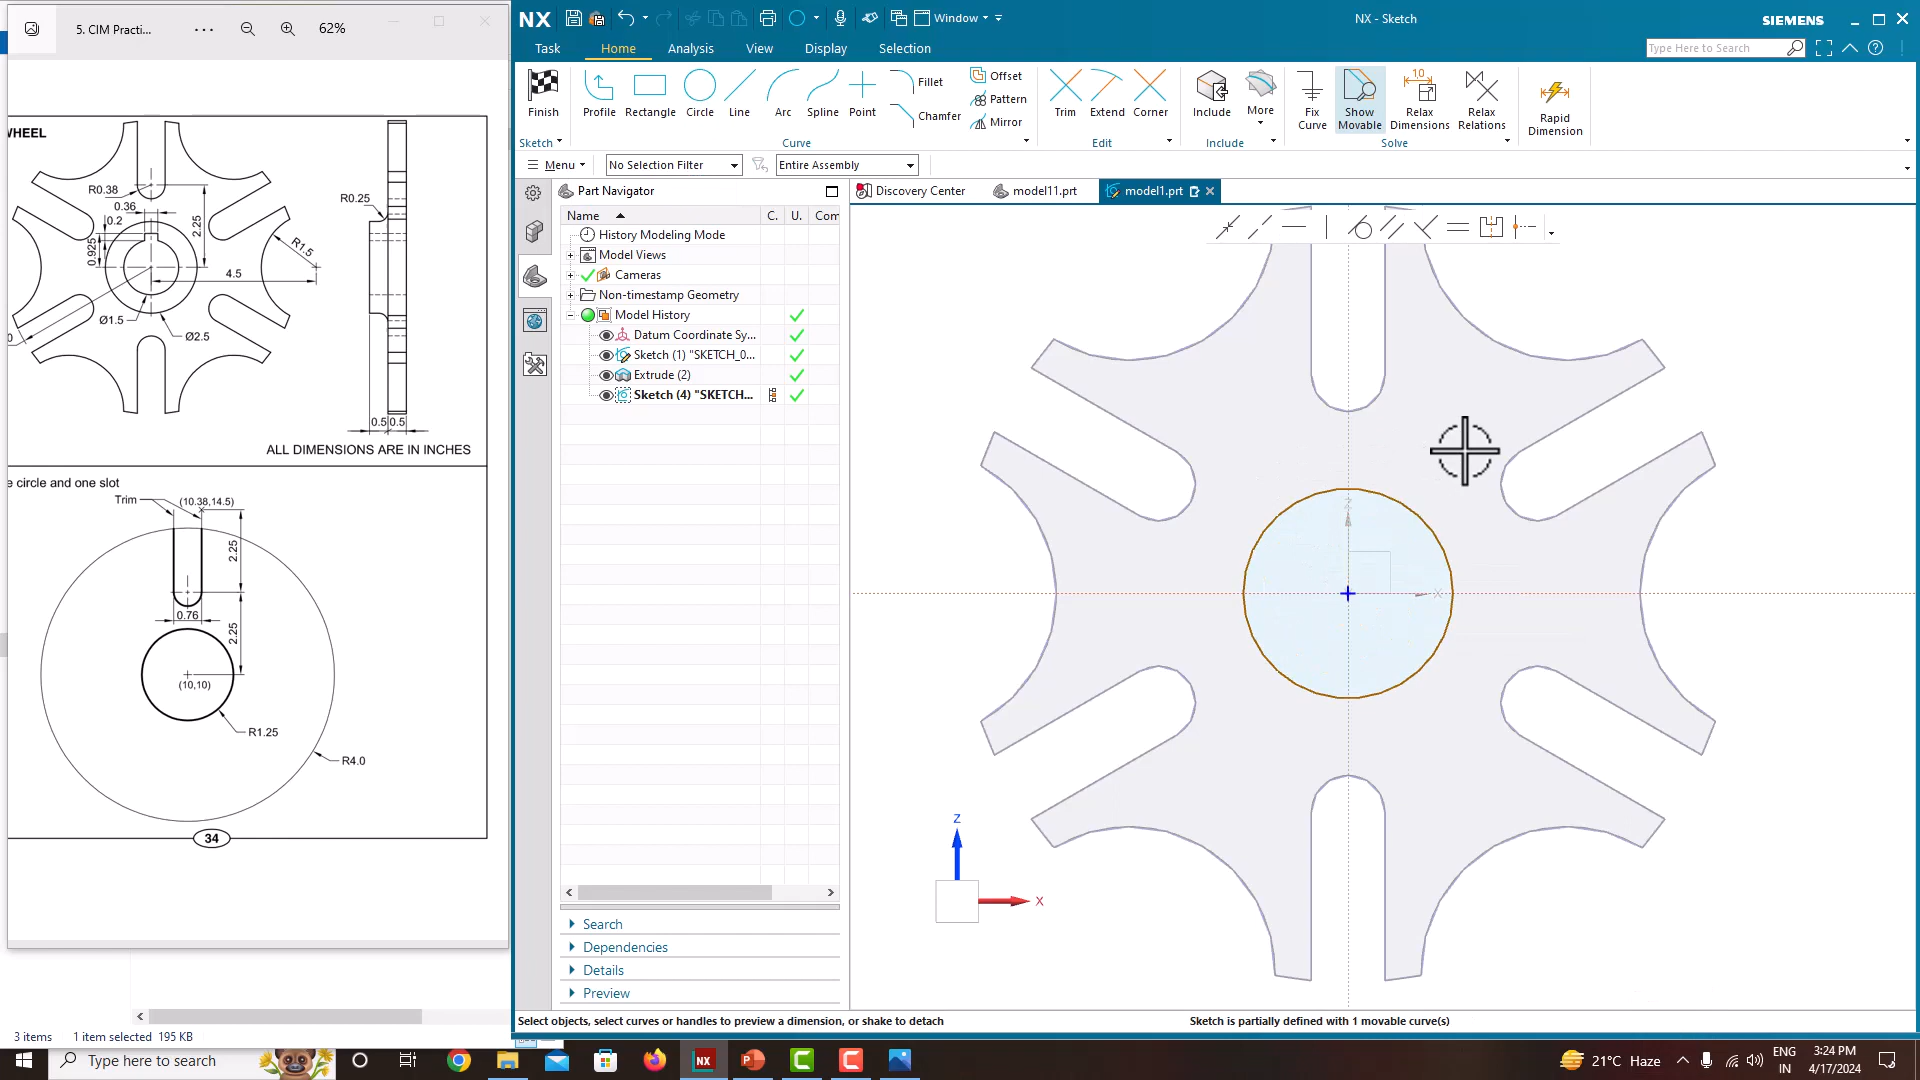 5. CIM Practi...
62%
WHEEL
R0.38
0.36
0.2
0.925
2.25
R1.5
4.5
Ø1.5
Ø2.5
0
R0.25
0.5
0.5
ALL DIMENSIONS ARE IN INCHES
e circle and one slot
Trim
(10.38,14.5)
2.25
0.76
2.25
(10,10)
R1.25
R4.0
34
3 items
1 item selected 195 KB
NX
Window
NX - Sketch
SIEMENS
Task
Home
Analysis
View
Display
Selection
Type Here to Search
Finish
Profile
Rectangle
Circle
Line
Arc
Spline
Point
Fillet
Chamfer
Offset
Pattern
Mirror
Trim
Extend
Corner
Include
More
Fix Curve
Show Movable
Relax Dimensions
Relax Relations
Rapid Dimension
Sketch
Curve
Edit
Include
Solve
Menu
No Selection Filter
Entire Assembly
Part Navigator
Discovery Center
model11.prt
model1.prt
Name
C.
U.
Com
History Modeling Mode
Model Views
Cameras
Non-timestamp Geometry
Model History
Datum Coordinate Sy...
Sketch (1) "SKETCH_0...
Extrude (2)
Sketch (4) "SKETCH...
Search
Dependencies
Details
Preview
Z
X
Z
X
Select objects, select curves or handles to preview a dimension, or shake to detach
Sketch is partially defined with 1 movable curve(s)
Type here to search
NX
21°C Haze
ENG
IN
3:24 PM
4/17/2024